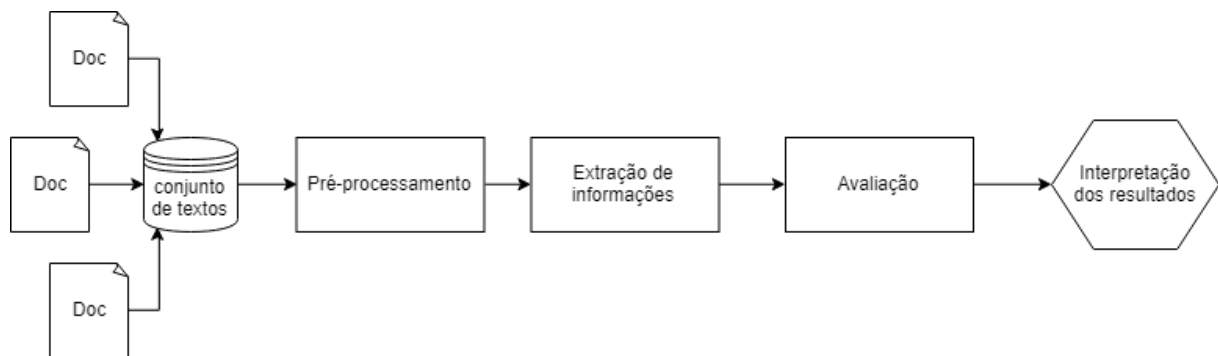 Doc
Doc
Doc
conjunto
de textos
Pré-processamento
Extração de
informações
Avaliação
Interpretação
dos resultados